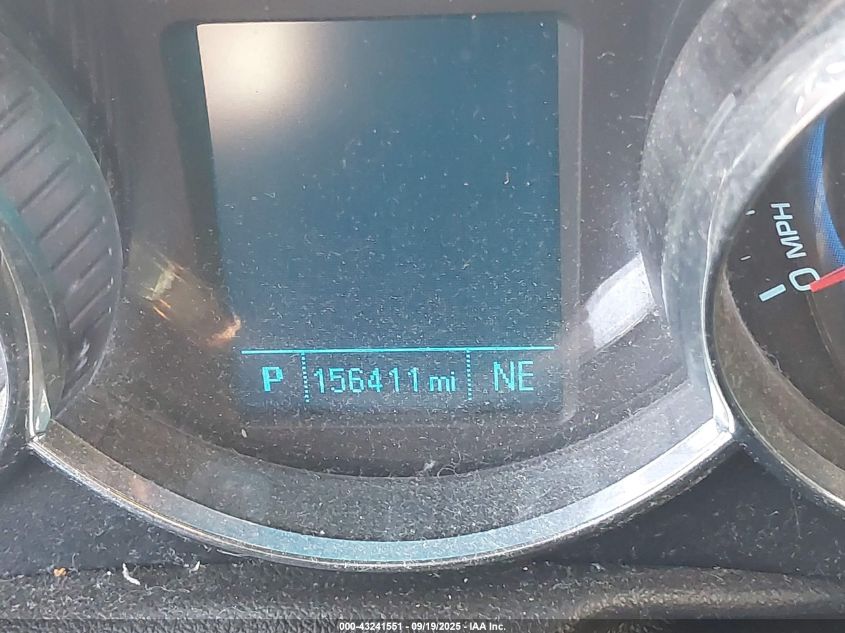 0 MPH
P 156411 mi NE
000-43241551 - 09/19/2025 - IAA Inc.